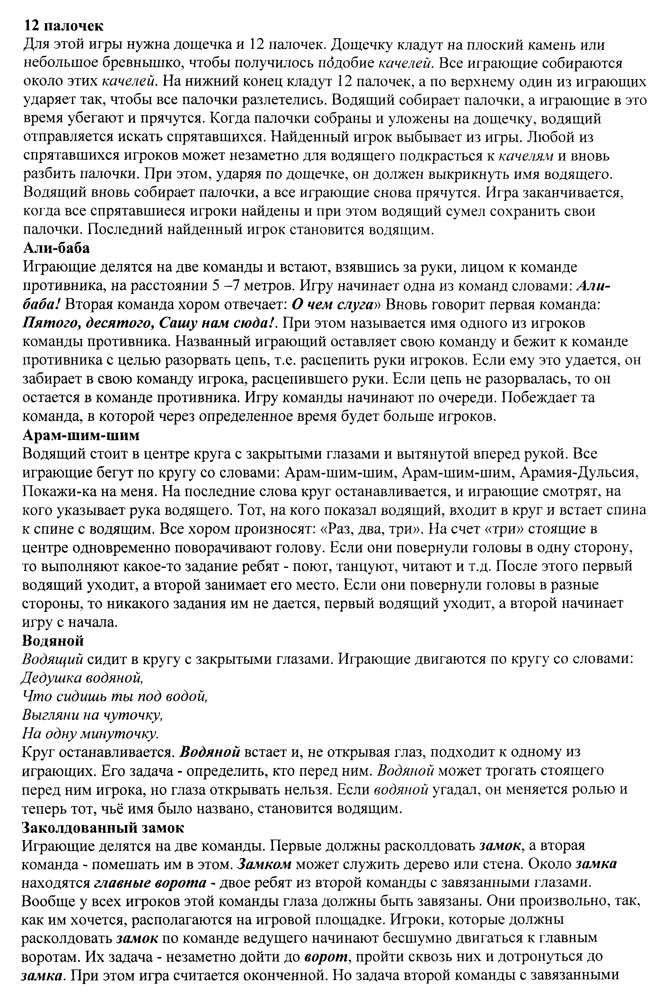 12 палочек
Для этой игры нужна дощечка и 12 палочек. Дощечку кладут на плоский камень или
небольшое бревнышко, чтобы получилось подобие качелей. Все играющие собираются
около этих качелей. На нижний конец кладут 12 палочек, а по верхнему один из играющих
ударяет так, чтобы все палочки разлетелись. Водящий собирает палочки, а играющие в это
время убегают и прячутся. Когда палочки собраны и уложены на дощечку, водящий
отправляется искать спрятавшихся. Найденный игрок выбывает из игры. Любой из
спрятавшихся игроков может незаметно для водящего подкрасться к качелям и вновь
разбить палочки. При этом, ударяя по дощечке, он должен выкрикнуть имя водящего.
Водящий вновь собирает палочки, а все играющие снова прячутся. Игра заканчивается,
когда все спрятавшиеся игроки найдены и при этом водящий сумел сохранить свои
палочки. Последний найденный игрок становится водящим.
Али-баба
Играющие делятся на две команды и встают, взявшись за руки, лицом к команде
противника, на расстоянии 5 –7 метров. Игру начинает одна из команд словами: Али-
баба! Вторая команда хором отвечает: О чем слуга» Вновь говорит первая команда:
Пятого, десятого, Сашу нам сюда!. При этом называется имя одного из игроков
команды противника. Названный играющий оставляет свою команду и бежит к команде
противника с целью разорвать цепь, т.е. расцепить руки игроков. Если ему это удается, он
забирает в свою команду игрока, расцепившего руки. Если цепь не разорвалась, то он
остается в команде противника. Игру команды начинают по очереди. Побеждает та
команда, в которой через определенное время будет больше игроков.
Арам-шим-шим
Водящий стоит в центре круга с закрытыми глазами и вытянутой вперед рукой. Все
играющие бегут по кругу со словами: Арам-шим-шим, Арам-шим-шим, Арамия-Дульсия,
Покажи-ка на меня. На последние слова круг останавливается, и играющие смотрят, на
кого указывает рука водящего. Тот, на кого показал водящий, входит в круг и встает спина
к спине с водящим. Все хором произносят: «Раз, два, три». На счет «три» стоящие в
центре одновременно поворачивают голову. Если они повернули головы в одну сторону,
то выполняют какое-то задание ребят - поют, танцуют, читают и т.д. После этого первый
водящий уходит, а второй занимает его место. Если они повернули головы в разные
стороны, то никакого задания им не дается, первый водящий уходит, а второй начинает
игру с начала.
Водяной
Водящий сидит в кругу с закрытыми глазами. Играющие двигаются по кругу со словами:
Дедушка водяной,
Что сидишь ты под водой,
Выгляни на чуточку,
На одну минуточку.
Круг останавливается. Водяной встает и, не открывая глаз, подходит к одному из
играющих. Его задача - определить, кто перед ним. Водяной может трогать стоящего
перед ним игрока, но глаза открывать нельзя. Если водяной угадал, он меняется ролью и
теперь тот, чьё имя было названо, становится водящим.
Заколдованный замок
Играющие делятся на две команды. Первые должны расколдовать замок, а вторая
команда - помешать им в этом. Замком может служить дерево или стена. Около замка
находятся главные ворота - двое ребят из второй команды с завязанными глазами.
Вообще у всех игроков этой команды глаза должны быть завязаны. Они произвольно, так,
как им хочется, располагаются на игровой площадке. Игроки, которые должны
расколдовать замок по команде ведущего начинают бесшумно двигаться к главным
воротам. Их задача - незаметно дойти до ворот, пройти сквозь них и дотронуться до
замка. При этом игра считается оконченной. Но задача второй команды с завязанными